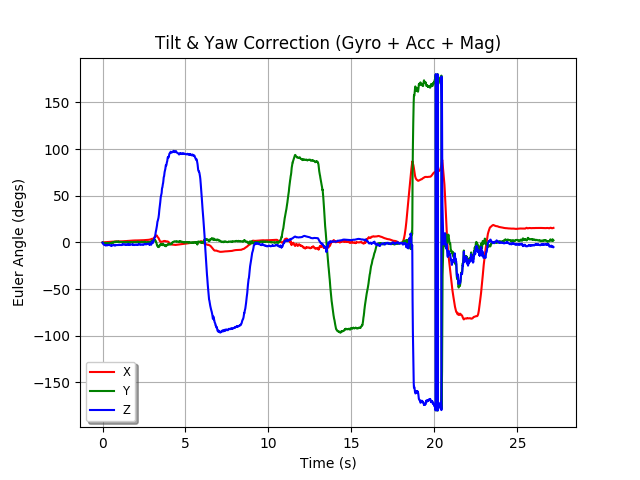 Tilt & Yaw Correction (Gyro + Acc + Mag)
Euler Angle (degs)
150
100
50
0
−50
−100
−150
X
Y
Z
0
5
10
15
20
25
Time (s)